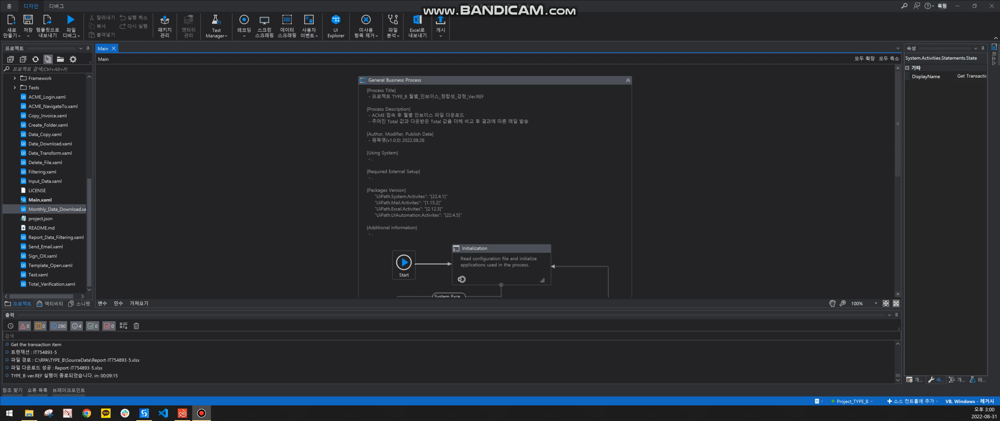 홈 디자인 디버그
www.BANDICAM.com
묵원
새로 만들기
저장
템플릿으로 내보내기
파일 디버그
잘라내기
복사
붙여넣기
실행 취소
다시 실행
패키지 관리
엔터티 관리
Test Manager
레코딩
스크린 스크래핑
데이터 스크래핑
사용자 이벤트
UI Explorer
미사용 항목 제거
파일 분석
Excel로 내보내기
게시
프로젝트
프로젝트 검색(Ctrl+Alt+P)
Framework
Tests
ACME_Login.xaml
ACME_NavigateTo.xaml
Copy_Invoice.xaml
Create_Folder.xaml
Data_Copy.xaml
Data_Download.xaml
Data_Transform.xaml
Delete_File.xaml
Filtering.xaml
Input_Data.xaml
LICENSE
Main.xaml
Monthly_Data_Download.xa
project.json
README.md
Report_Data_Filtering.xaml
Send_Email.xaml
Sign_OX.xaml
Template_Open.xaml
Test.xaml
Total_Verification.xaml
프로젝트 액티비티 스니펫
Main
Main
모두 확장 모두 축소
General Business Process
[Process Title]
- 프로젝트 TYPE_B 월별_인보이스_정합성_검정_Ver.REF
[Process Description]
- ACME 접속 후 월별 인보이스 파일 다운로드
- 주어진 Total 값과 다운받은 Total 값을 더해 비교 후 결과에 따른 메일 발송
[Author, Modifier, Publish Date]
- 원묵영(v1.0.0) 2022.08.26
[Using System]
- .
[Required External Setup]
- .
[Packages Version]
"UiPath.System.Activites": "[22.4.1]"
"UiPath.Mail.Activites": "[1.15.2]"
"UiPath.Excel.Activites": "[2.12.3]"
"UiPath.UIAutomation.Activites": "[22.4.5]"
[Additional Information]
- .
Start
Initialization
Read configuration file and initialize
applications used in the process.
System Exce...
변수 인수 가져오기
100%
속성
System.Activities.Statements.State
기타
DisplayName Get Transactio
개... 속... 개... 테...
출력
0 0 290 4 0 0
검색
Get the transaction item
트랜잭션 : IT754893-5
파일 경로 : C:\RPA\TYPE_B\SourceData\Report-IT754893-5.xlsx
파일 다운로드 성공 : Report-IT754893-5.xlsx
TYPE_B-ver.REF 실행이 종료되었습니다. in: 00:09:15
참조 찾기 오류 목록 브레이크포인트
Project_TYPE_B
소스 컨트롤에 추가
VB, Windows - 레거시
TALK
오후 3:00
2022-08-31